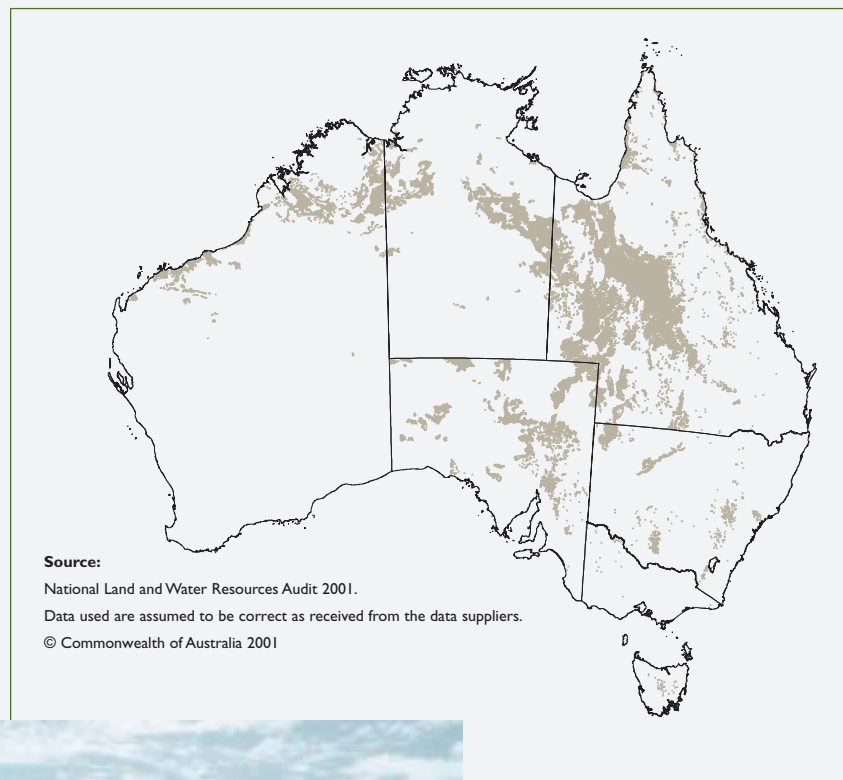 Source:
National Land and Water Resources Audit 2001.
Data used are assumed to be correct as received from the data suppliers.
© Commonwealth of Australia 2001